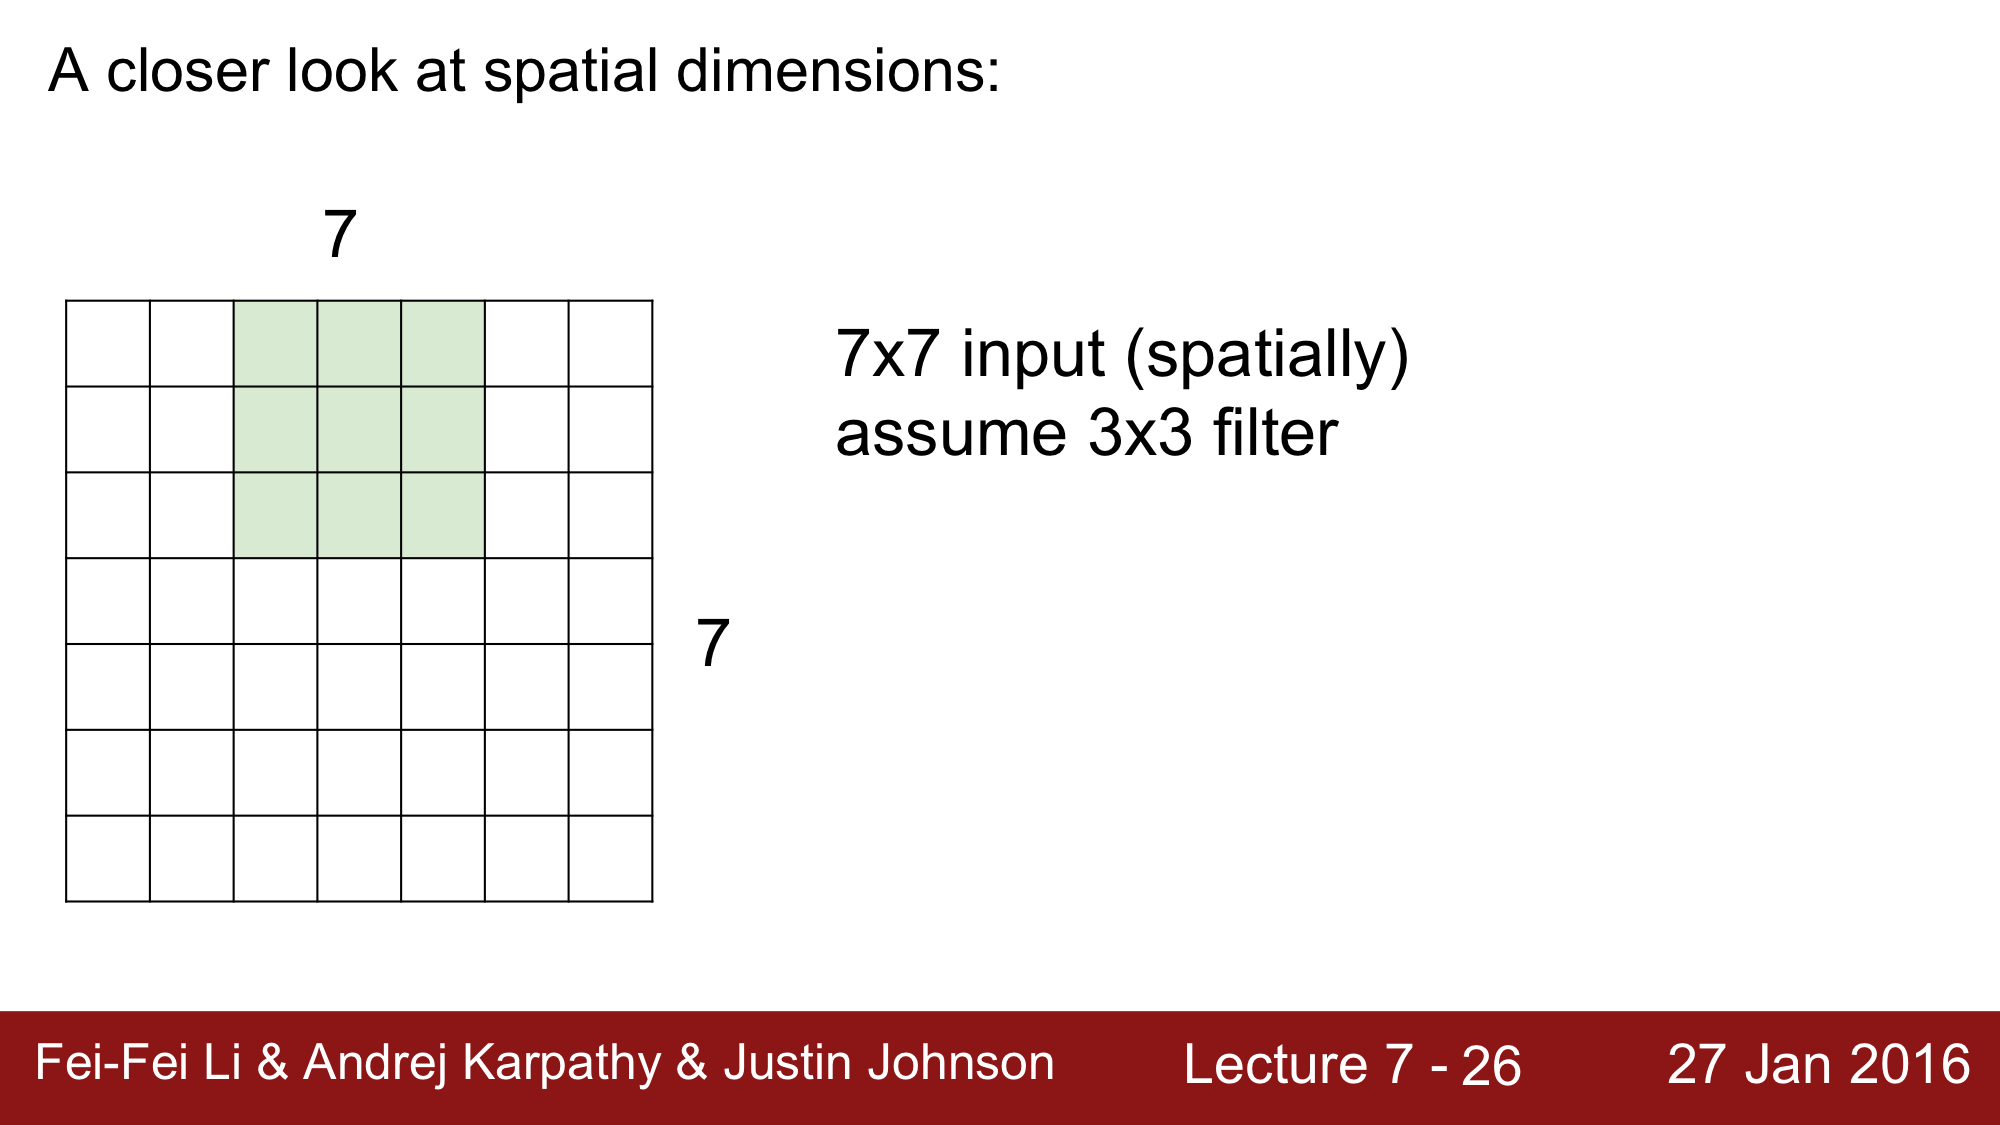 A closer look at spatial dimensions:
7
7x7 input (spatially)
assume 3x3 filter
7
Fei-Fei Li & Andrej Karpathy & Justin Johnson
Lecture 7 - 26
27 Jan 2016